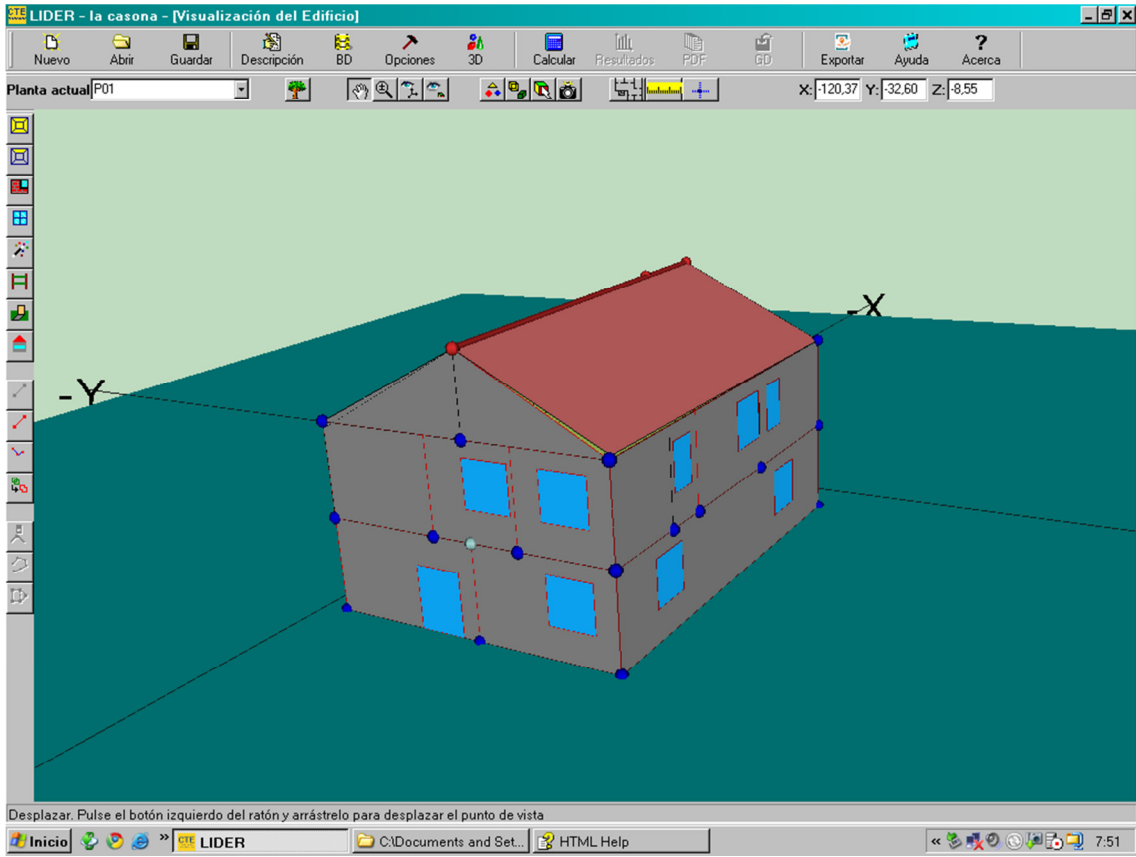 CTE LIDER - la casona - [Visualización del Edificio]
Nuevo Abrir Guardar Descripción BD Opciones 3D Calcular Resultados PDF GD Exportar Ayuda Acerca
Planta actual P01 X: -120,37 Y: -32,60 Z: -8,55
-X
-Y
Desplazar. Pulse el botón izquierdo del ratón y arrástrelo para desplazar el punto de vista
Inicio » CTE LIDER C:\Documents and Set... HTML Help « 7:51